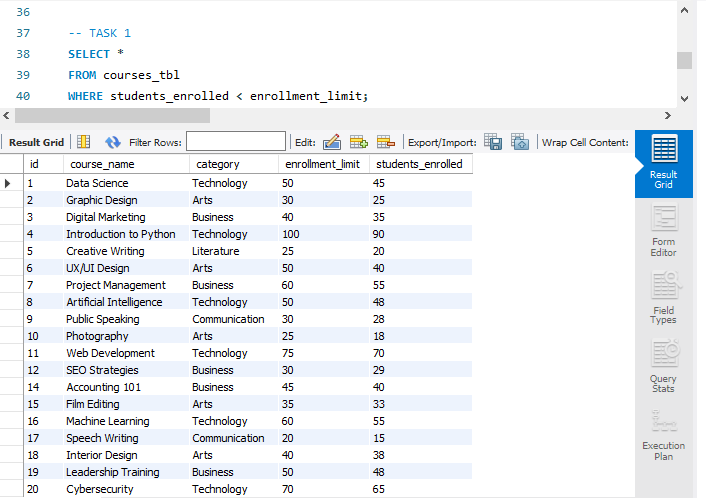 36
37 -- TASK 1
38 SELECT *
39 FROM courses_tbl
40 WHERE students_enrolled < enrollment_limit;
Result Grid Filter Rows: Edit: Export/Import: Wrap Cell Content:
id course_name category enrollment_limit students_enrolled
1 Data Science Technology 50 45
2 Graphic Design Arts 30 25
3 Digital Marketing Business 40 35
4 Introduction to Python Technology 100 90
5 Creative Writing Literature 25 20
6 UX/UI Design Arts 50 40
7 Project Management Business 60 55
8 Artificial Intelligence Technology 50 48
9 Public Speaking Communication 30 28
10 Photography Arts 25 18
11 Web Development Technology 75 70
12 SEO Strategies Business 30 29
14 Accounting 101 Business 45 40
15 Film Editing Arts 35 33
16 Machine Learning Technology 60 55
17 Speech Writing Communication 20 15
18 Interior Design Arts 40 38
19 Leadership Training Business 50 48
20 Cybersecurity Technology 70 65
Result
Grid
Form
Editor
Field
Types
Query
Stats
Execution
Plan